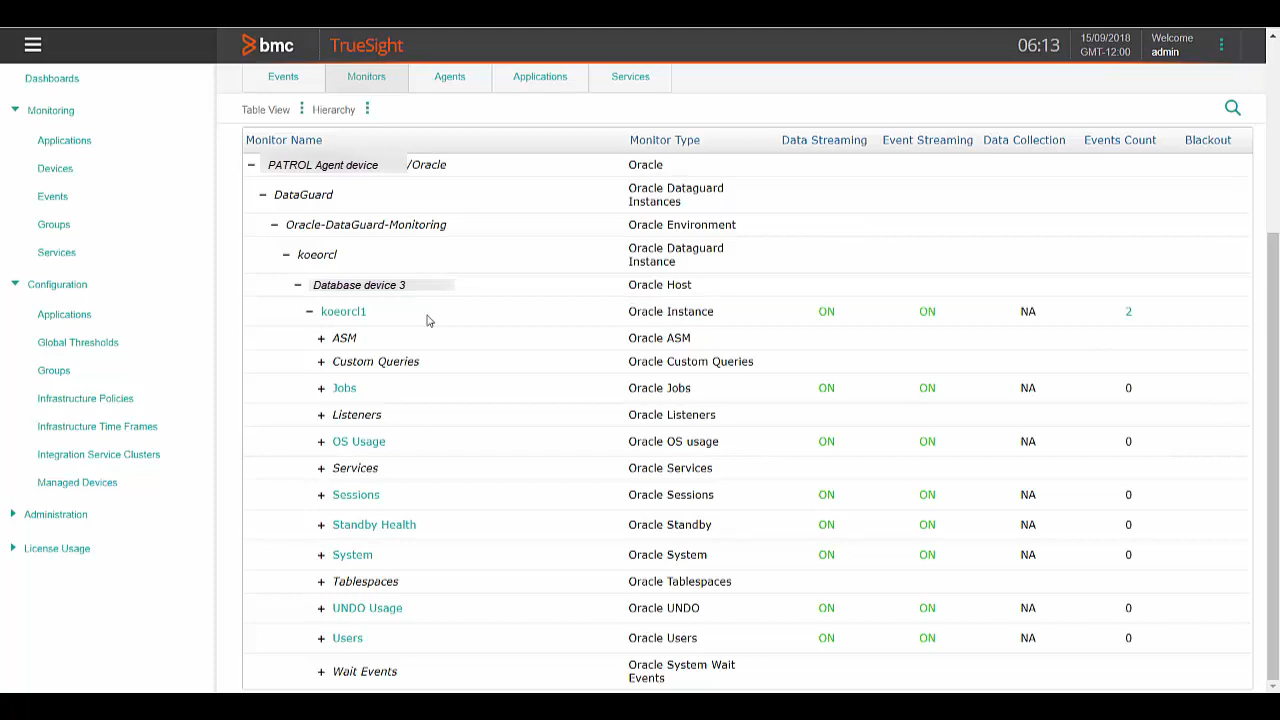 bmc TrueSight 06:13 15/09/2018 GMT-12:00 Welcome admin
Dashboards
Monitoring
Applications
Devices
Events
Groups
Services
Configuration
Applications
Global Thresholds
Groups
Infrastructure Policies
Infrastructure Time Frames
Integration Service Clusters
Managed Devices
Administration
License Usage
Events Monitors Agents Applications Services
Table View Hierarchy
Monitor Name Monitor Type Data Streaming Event Streaming Data Collection Events Count Blackout
− PATROL Agent device /Oracle Oracle
− DataGuard Oracle Dataguard
Instances
− Oracle-DataGuard-Monitoring Oracle Environment
− koeorcl Oracle Dataguard
Instance
− Database device 3 Oracle Host
− koeorcl1 Oracle Instance ON ON NA 2
+ ASM Oracle ASM
+ Custom Queries Oracle Custom Queries
+ Jobs Oracle Jobs ON ON NA 0
+ Listeners Oracle Listeners
+ OS Usage Oracle OS usage ON ON NA 0
+ Services Oracle Services
+ Sessions Oracle Sessions ON ON NA 0
+ Standby Health Oracle Standby ON ON NA 0
+ System Oracle System ON ON NA 0
+ Tablespaces Oracle Tablespaces
+ UNDO Usage Oracle UNDO ON ON NA 0
+ Users Oracle Users ON ON NA 0
+ Wait Events Oracle System Wait
Events